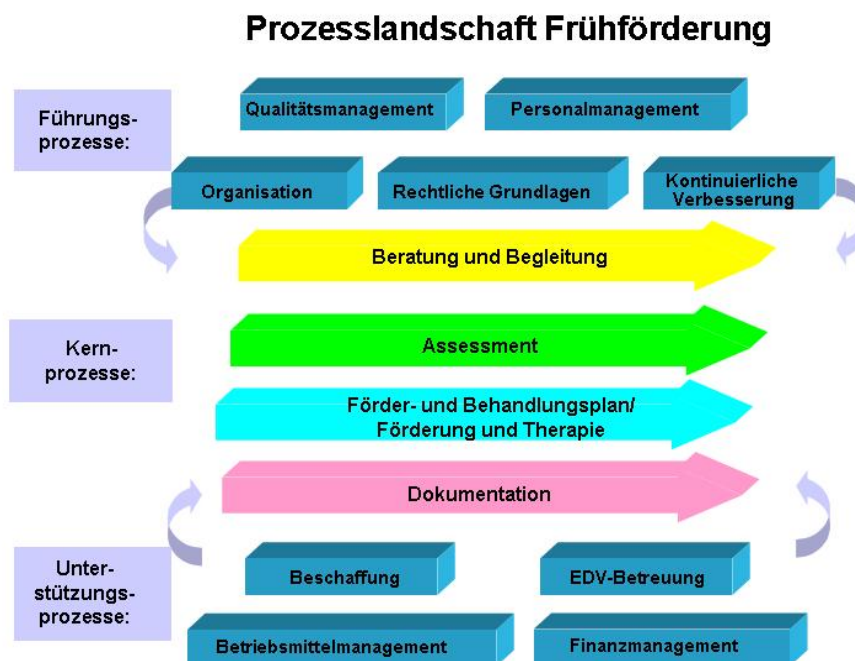 Prozesslandschaft Frühförderung
Führungs-
prozesse:
Qualitätsmanagement
Personalmanagement
Organisation
Rechtliche Grundlagen
Kontinuierliche
Verbesserung
Beratung und Begleitung
Kern-
prozesse:
Assessment
Förder- und Behandlungsplan/
Förderung und Therapie
Dokumentation
Unter-
stützungs-
prozesse:
Beschaffung
EDV-Betreuung
Betriebsmittelmanagement
Finanzmanagement